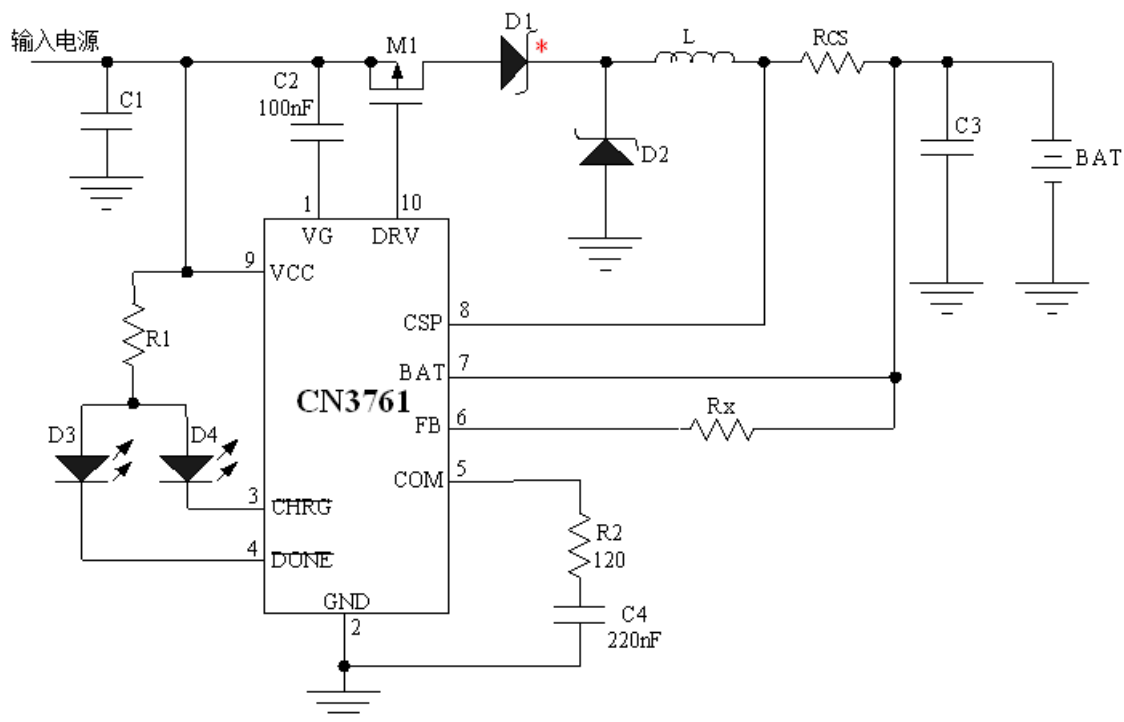 输入电源
D1
*
M1
L
RCS
C2
100nF
C1
D2
C3
BAT
1
10
VG
DRV
9
VCC
R1
CSP
8
BAT
7
CN3761
FB
6
Rx
D3
D4
COM
5
3
CHRG
R2
120
4
DONE
GND
2
C4
220nF